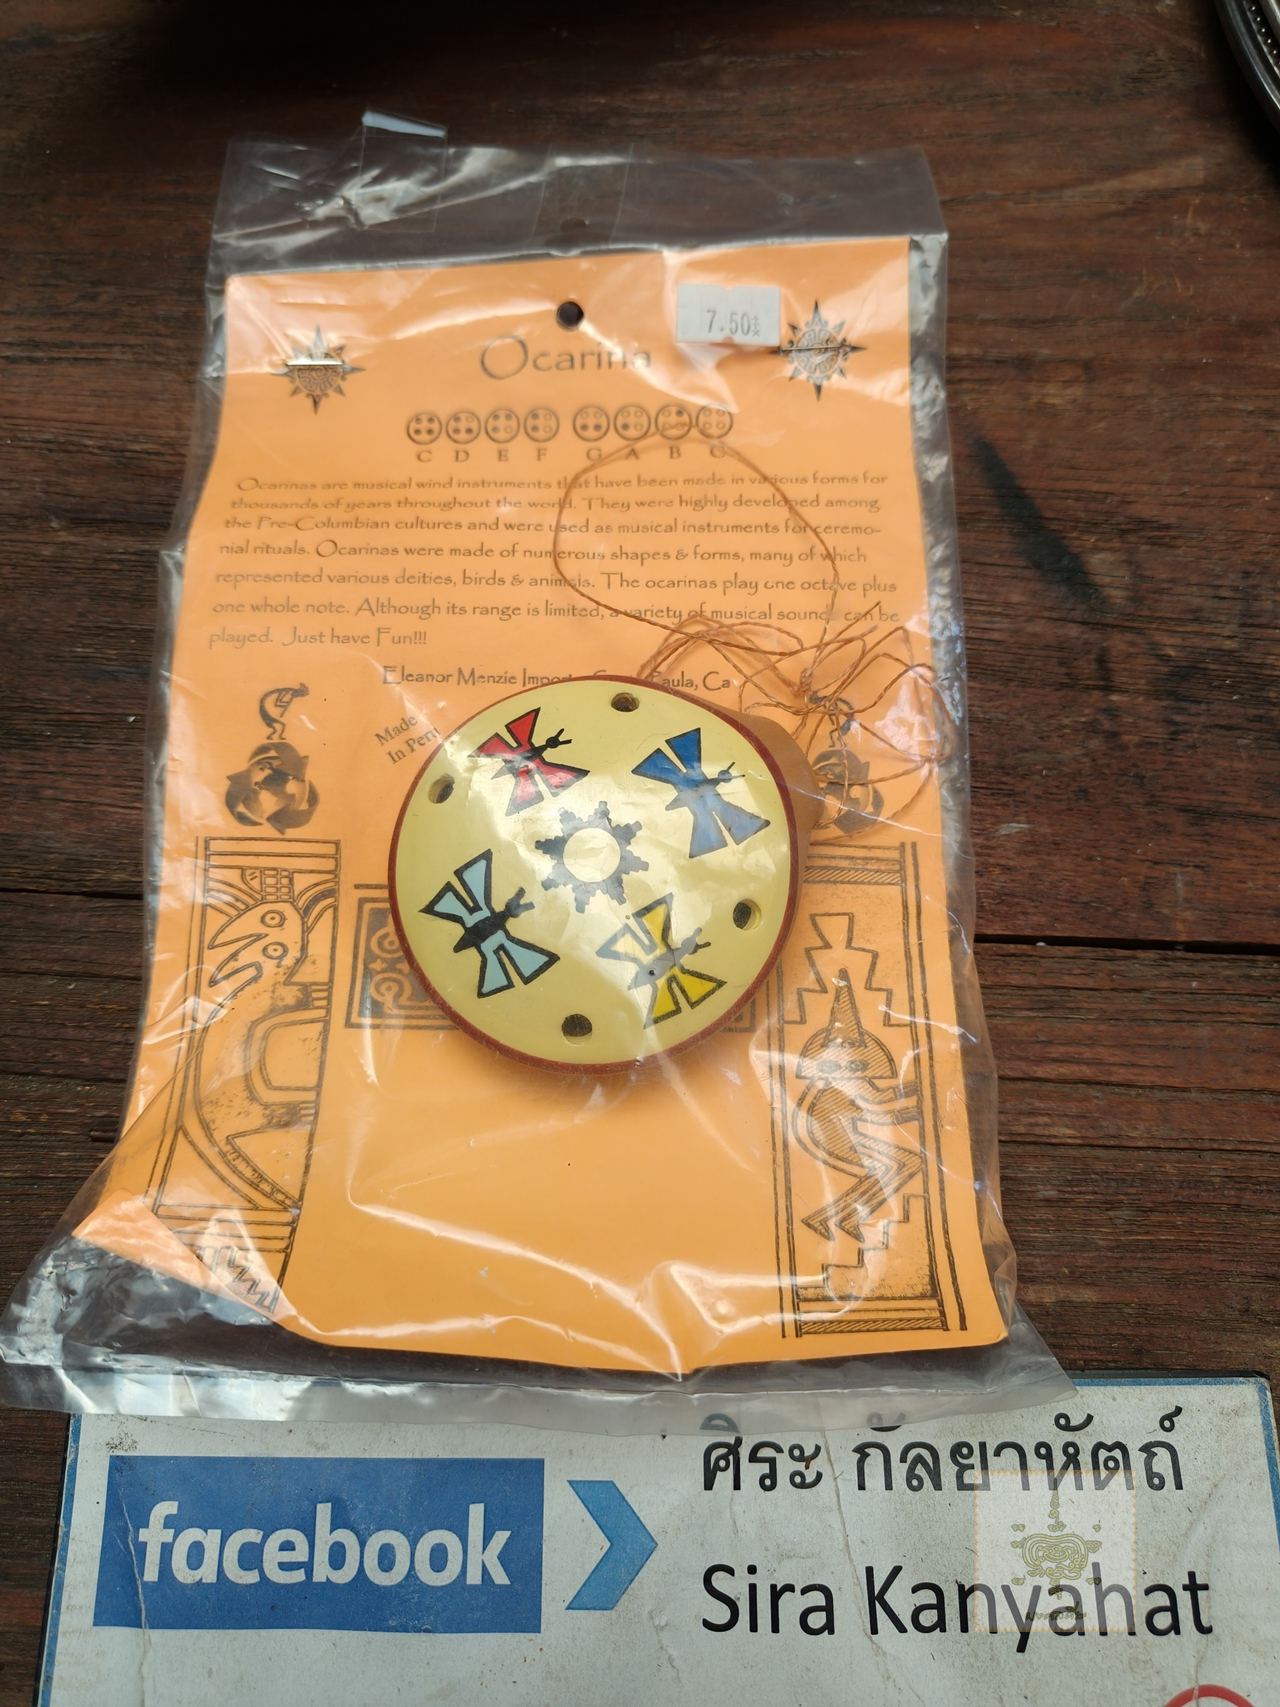 7.50
Ocarina
C D E F G A B C
Ocarinas are musical wind instruments that have been made in various forms for
thousands of years throughout the world. They were highly developed among
the Pre-Columbian cultures and were used as musical instruments for ceremo-
nial rituals. Ocarinas were made of numerous shapes & forms, many of which
represented various deities, birds & animals. The ocarinas play one octave plus
one whole note. Although its range is limited, a variety of musical sounds can be
played. Just have Fun!!!
Eleanor Menzie Paula, Ca
Made
In Peru
facebook
ศิระ กัลยาหัตถ์
Sira Kanyahat